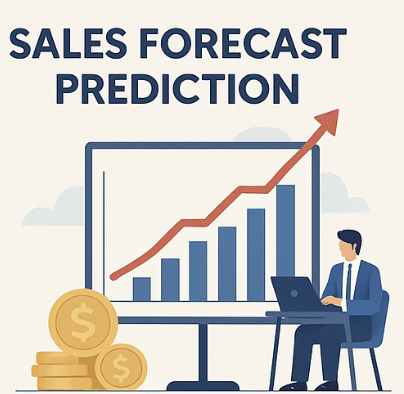 SALES FORECAST
PREDICTION
$
$